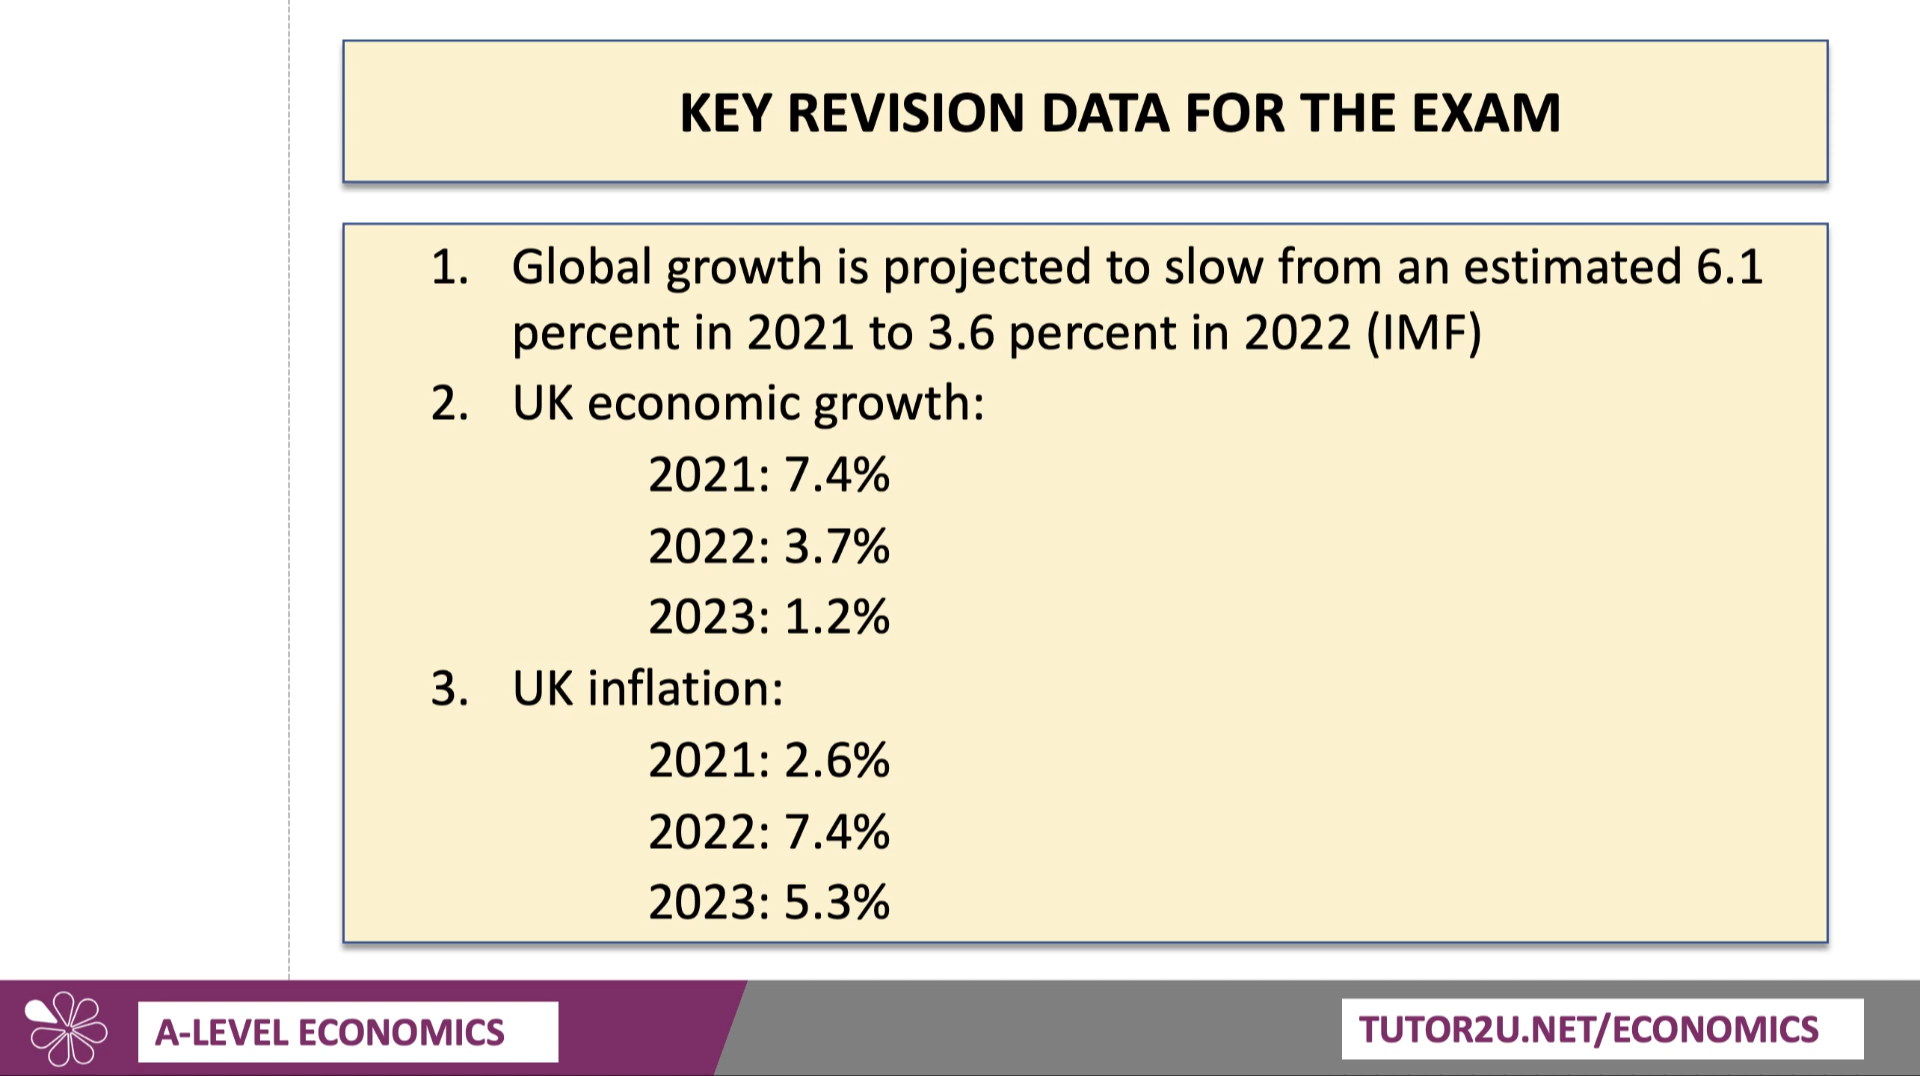 KEY REVISION DATA FOR THE EXAM
1. Global growth is projected to slow from an estimated 6.1
percent in 2021 to 3.6 percent in 2022 (IMF)
2. UK economic growth:
2021: 7.4%
2022: 3.7%
2023: 1.2%
3. UK inflation:
2021: 2.6%
2022: 7.4%
2023: 5.3%
A-LEVEL ECONOMICS
TUTOR2U.NET/ECONOMICS